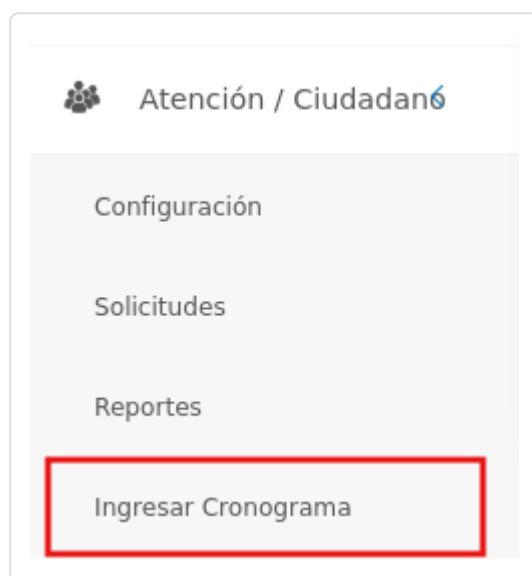 Atención / Ciudadano
Configuración
Solicitudes
Reportes
Ingresar Cronograma